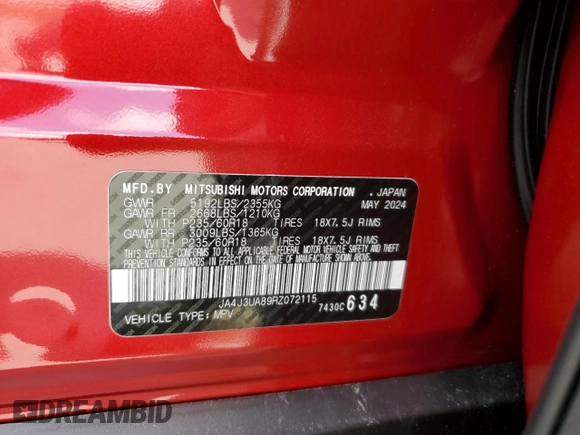 MFD.BY MITSUBISHI MOTORS CORPORATION . JAPAN
GVWR 5192LBS/2355KG MAY 2024
GAWR FR 2668LBS/1210KG
WITH P235/60R18 TIRES 18X7.5J RIMS
GAWR RR 3009LBS/1365KG
WITH P235/60R18 TIRES 18X7.5J RIMS
THIS VEHICLE CONFORMS TO ALL APPLICABLE FEDERAL MOTOR VEHICLE SAFETY AND THEFT
PREVENTION STANDARDS IN EFFECT ON THE DATE OF MANUFACTURE SHOWN ABOVE.
JA4J3UA89RZ072115
VEHICLE TYPE: MPV 7430C 634
DREAMBID